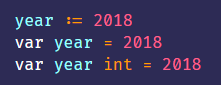 year := 2018
var year = 2018
var year int = 2018